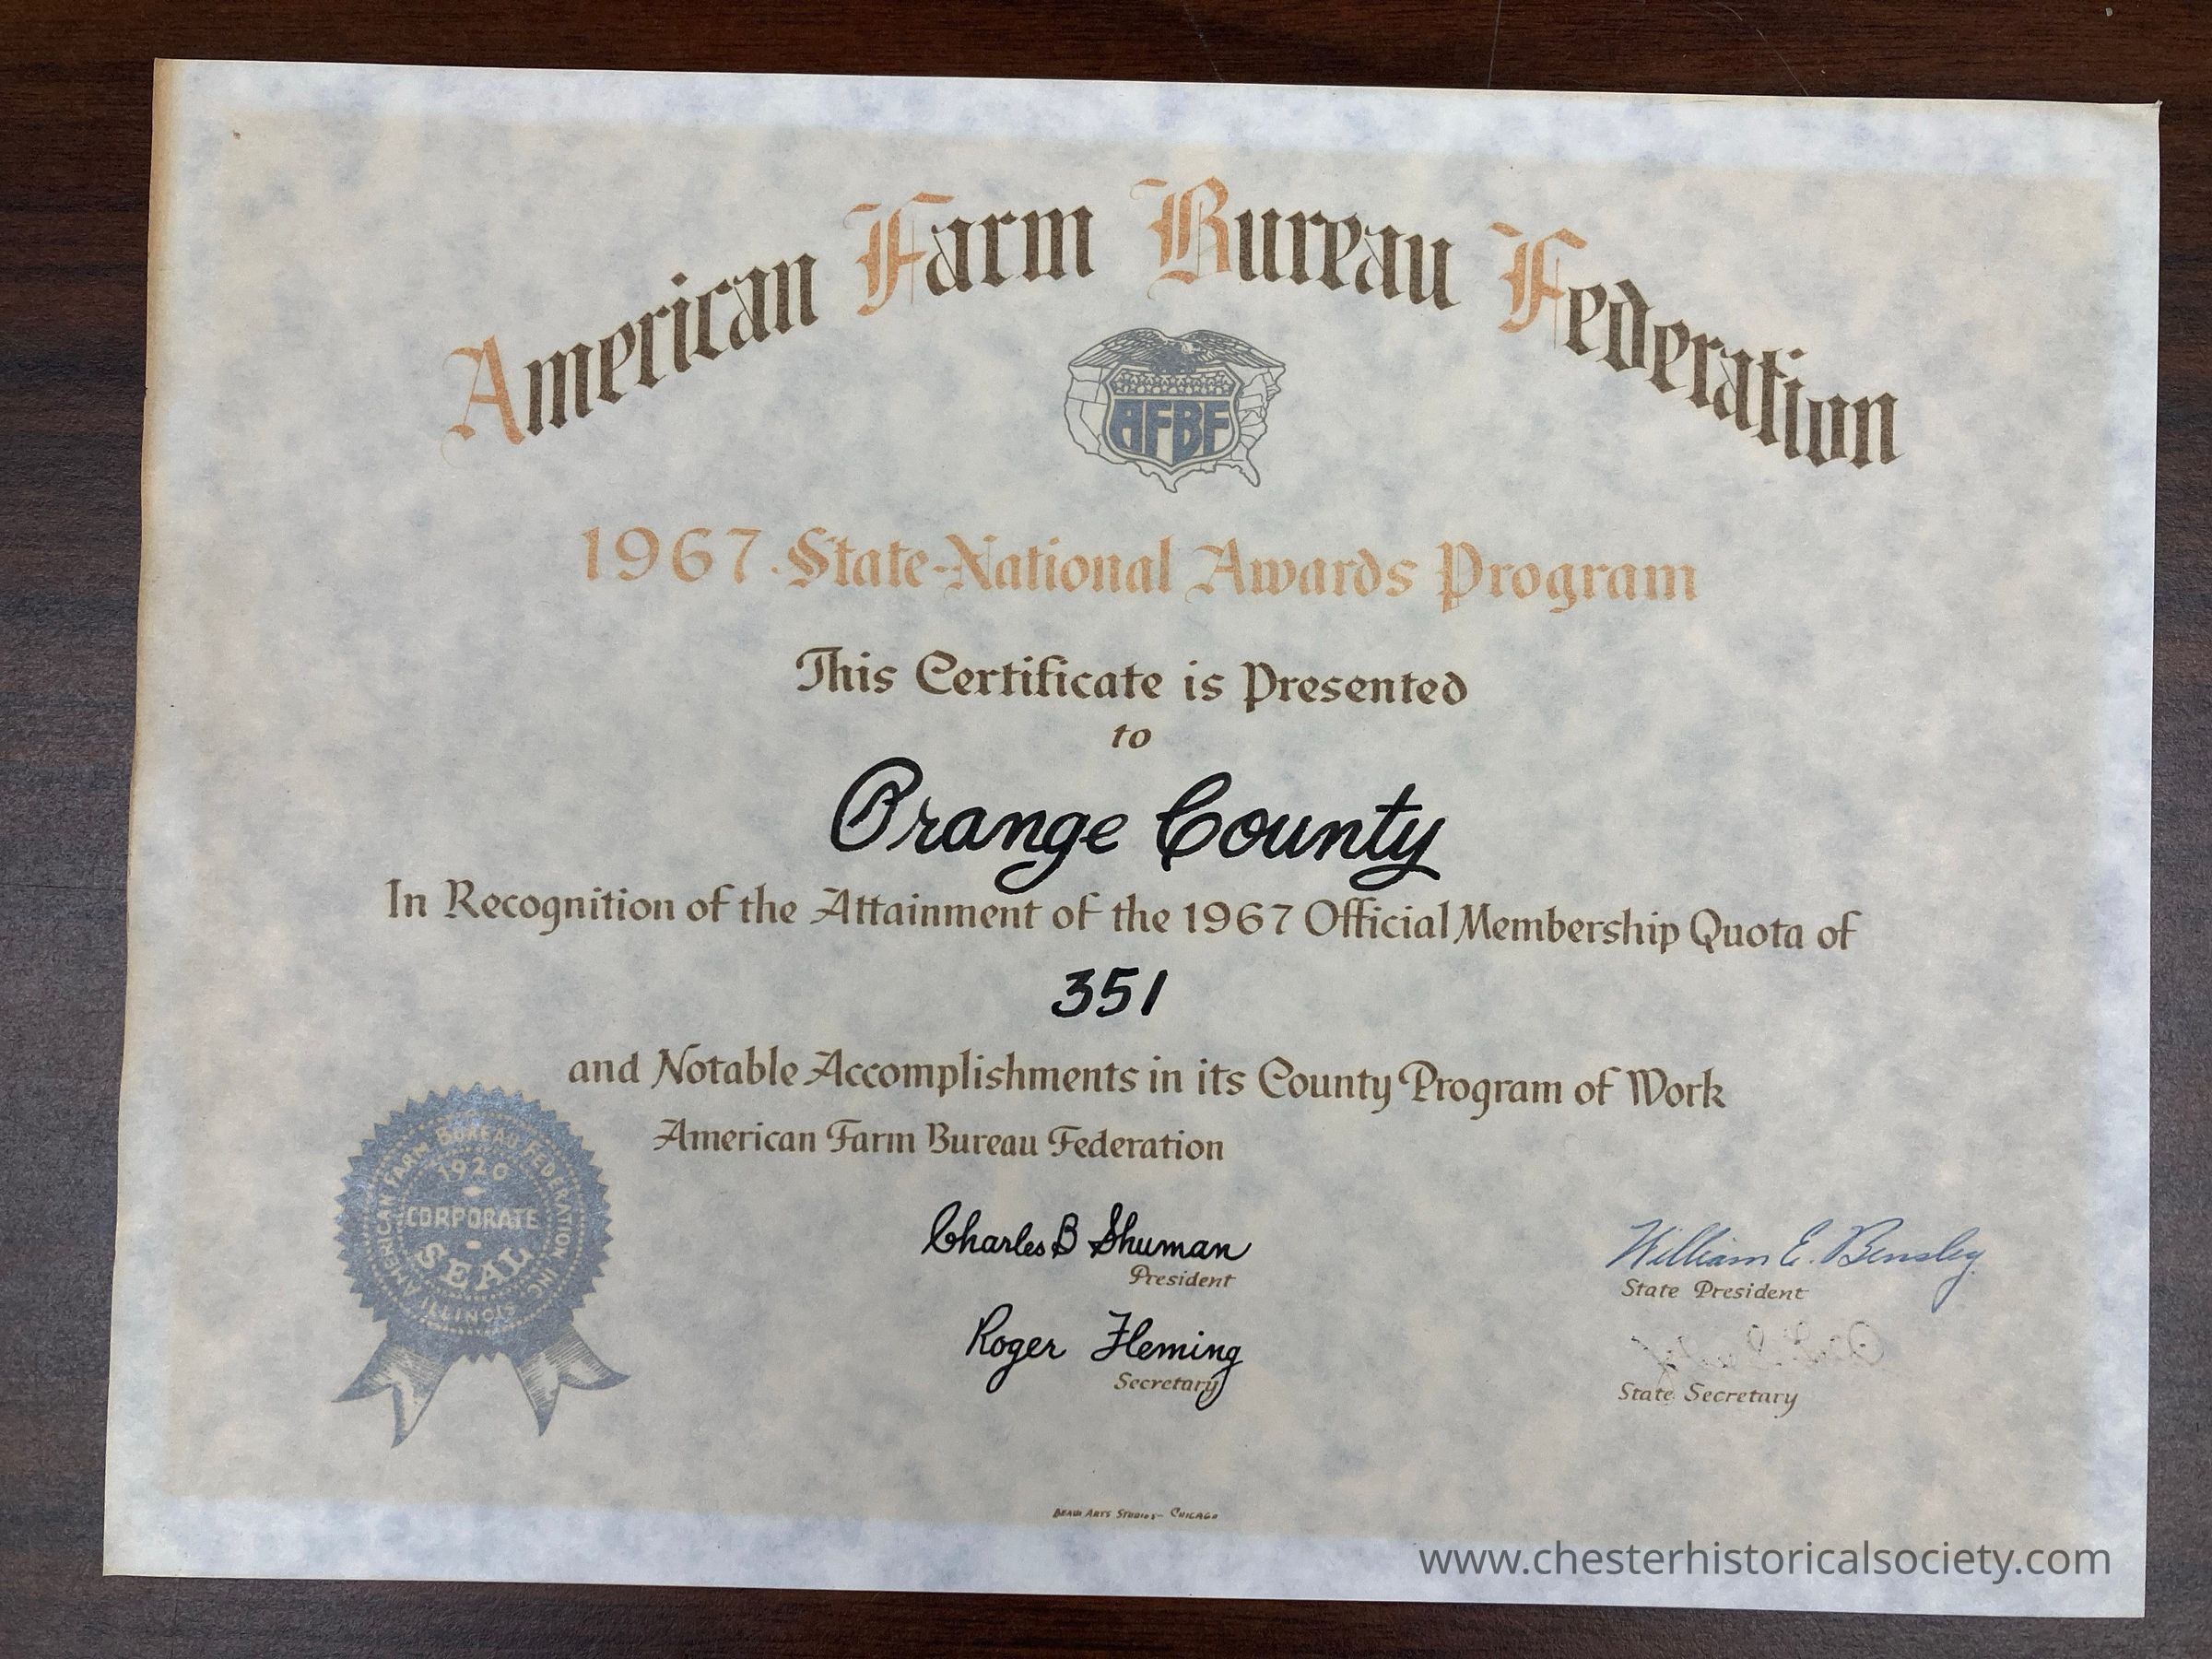 American Farm Bureau Federation
AFBF
1967 State-National Awards Program
This Certificate is Presented
to
Orange County
In Recognition of the Attainment of the 1967 Official Membership Quota of
351
and Notable Accomplishments in its County Program of Work
American Farm Bureau Federation
AMERICAN FARM BUREAU FEDERATION INC.
1920
CORPORATE
SEAL
ILLINOIS
Charles B Shuman
President
Roger Fleming
Secretary
William E. Bensley
State President
State Secretary
Arts Studios - Chicago
www.chesterhistoricalsociety.com